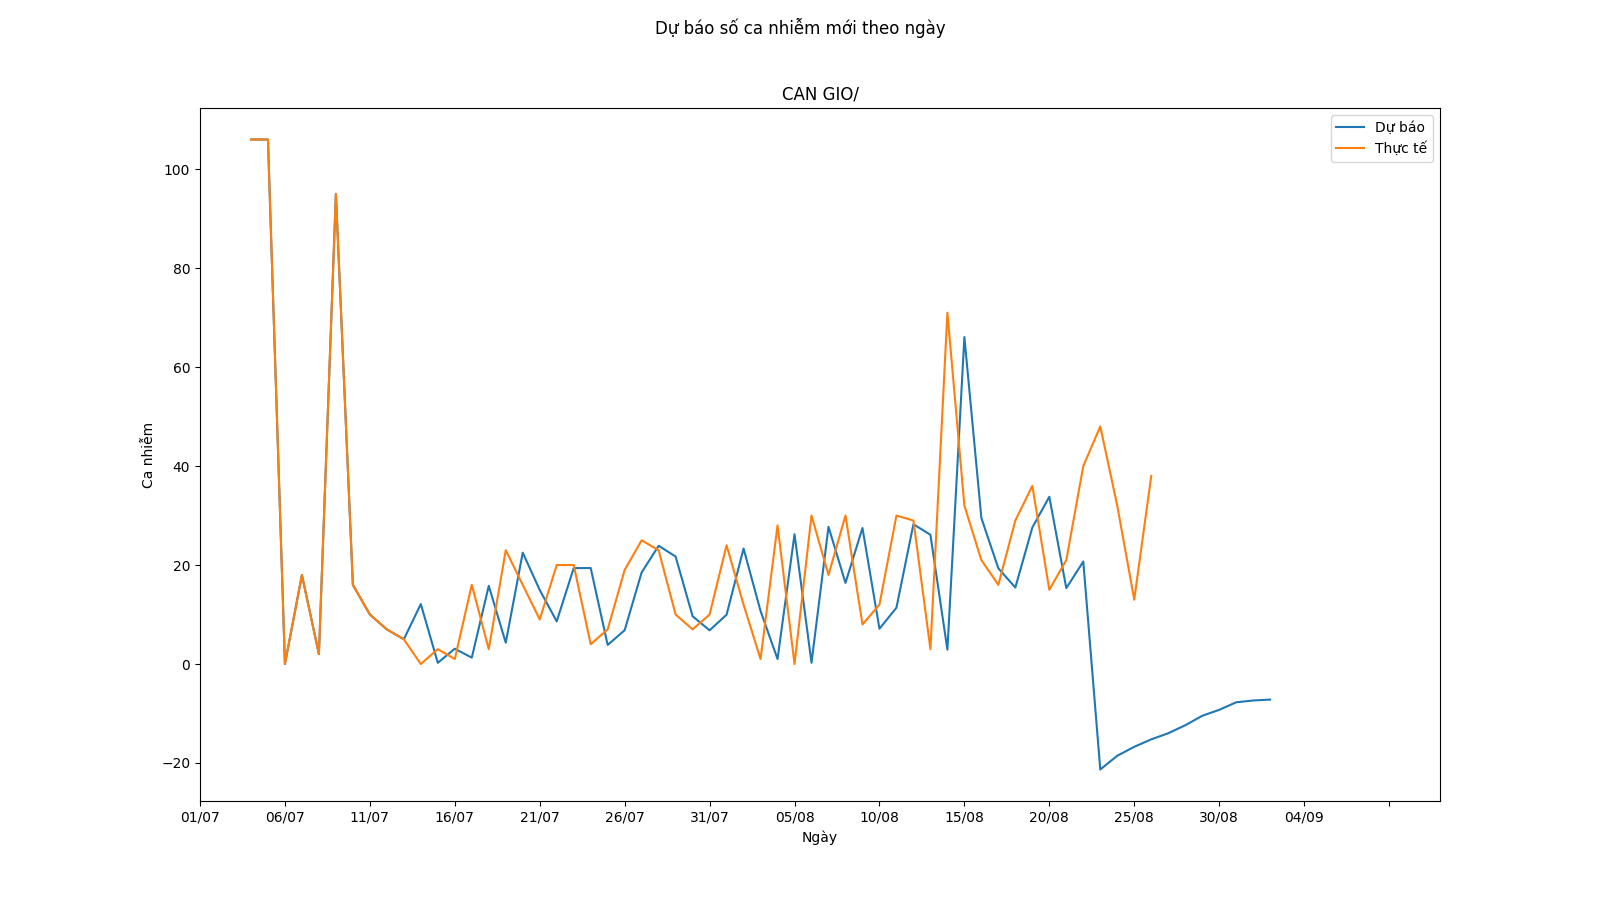 Dự báo số ca nhiễm mới theo ngày
CAN GIO/
Dự báo
Thực tế
100
80
60
40
20
0
−20
Ca nhiễm
01/07 06/07 11/07 16/07 21/07 26/07 31/07 05/08 10/08 15/08 20/08 25/08 30/08 04/09
Ngày